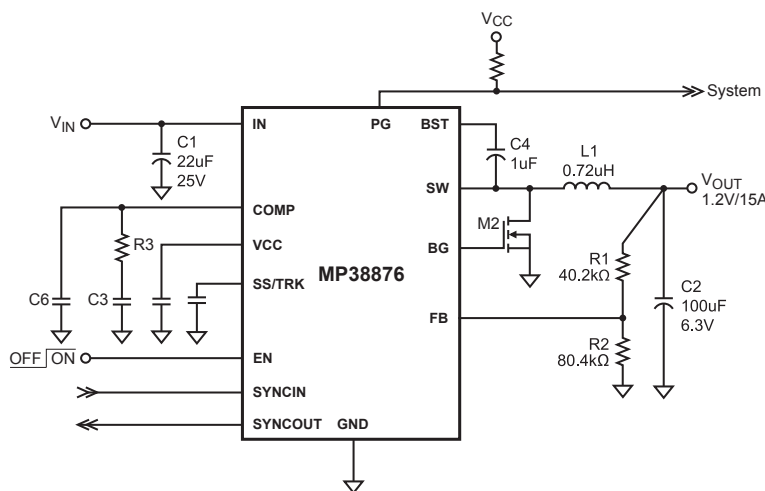 VCC
System
VIN
IN
PG
BST
C1
22uF
25V
C4
1uF
L1
0.72uH
SW
VOUT
1.2V/15A
COMP
M2
R3
VCC
BG
R1
40.2kΩ
MP38876
SS/TRK
C6
C3
C2
100uF
6.3V
FB
R2
80.4kΩ
OFF ON
EN
SYNCIN
SYNCOUT
GND